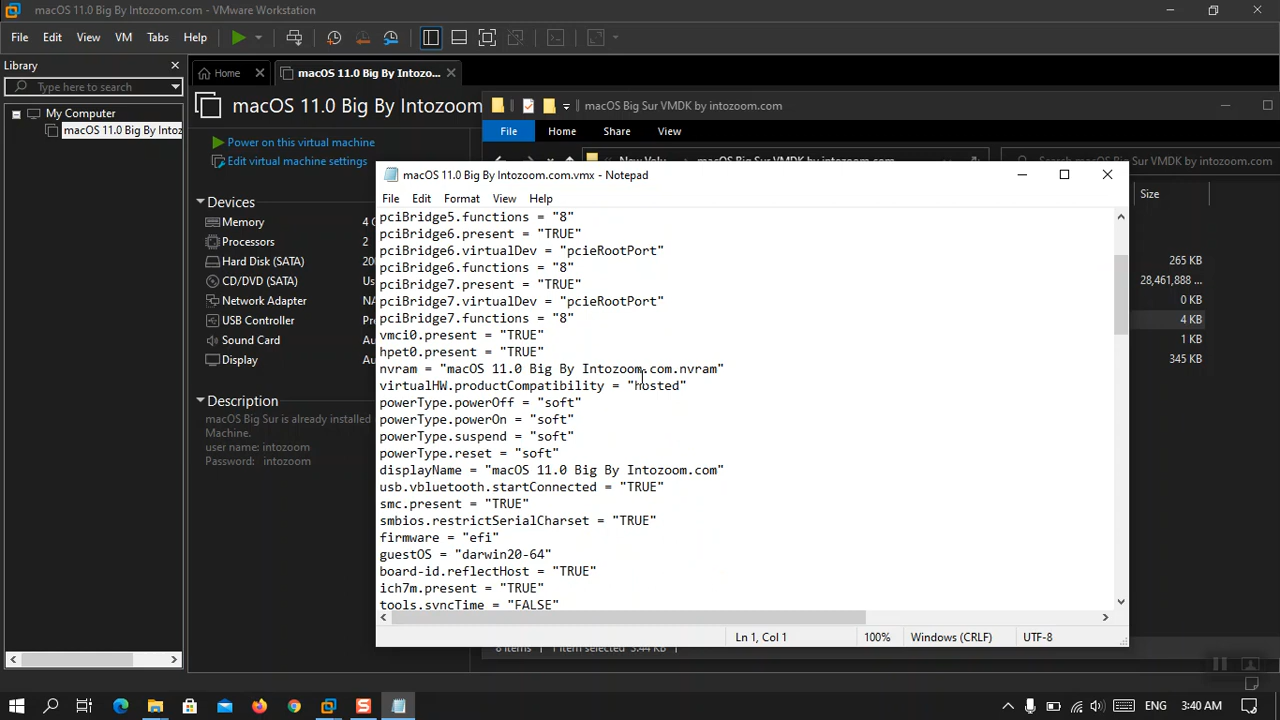 macOS 11.0 Big By Intozoom.com - VMware Workstation
File Edit View VM Tabs Help
Library
Type here to search
My Computer
macOS 11.0 Big By Intoz
Home
macOS 11.0 Big By Intozo...
macOS 11.0 Big By Intozoom
Power on this virtual machine
Edit virtual machine settings
Devices
Memory 4 G
Processors 2
Hard Disk (SATA) 20
CD/DVD (SATA) Us
Network Adapter NA
USB Controller Pre
Sound Card Au
Display Au
Description
macOS Big Sur is already installed
Machine.
user name: intozoom
Password: intozoom
macOS Big Sur VMDK by intozoom.com
File Home Share View
Size
265 KB
28,461,888 ...
0 KB
4 KB
345 KB
macOS 11.0 Big By Intozoom.com.vmx - Notepad
File Edit Format View Help
pciBridge5.functions = "8"
pciBridge6.present = "TRUE"
pciBridge6.virtualDev = "pcieRootPort"
pciBridge6.functions = "8"
pciBridge7.present = "TRUE"
pciBridge7.virtualDev = "pcieRootPort"
pciBridge7.functions = "8"
vmci0.present = "TRUE"
hpet0.present = "TRUE"
nvram = "macOS 11.0 Big By Intozoom.com.nvram"
virtualHW.productCompatibility = "hosted"
powerType.powerOff = "soft"
powerType.powerOn = "soft"
powerType.suspend = "soft"
powerType.reset = "soft"
displayName = "macOS 11.0 Big By Intozoom.com"
usb.vbluetooth.startConnected = "TRUE"
smc.present = "TRUE"
smbios.restrictSerialCharset = "TRUE"
firmware = "efi"
guestOS = "darwin20-64"
board-id.reflectHost = "TRUE"
ich7m.present = "TRUE"
tools.syncTime = "FALSE"
Ln 1, Col 1 100% Windows (CRLF) UTF-8
ENG 3:40 AM